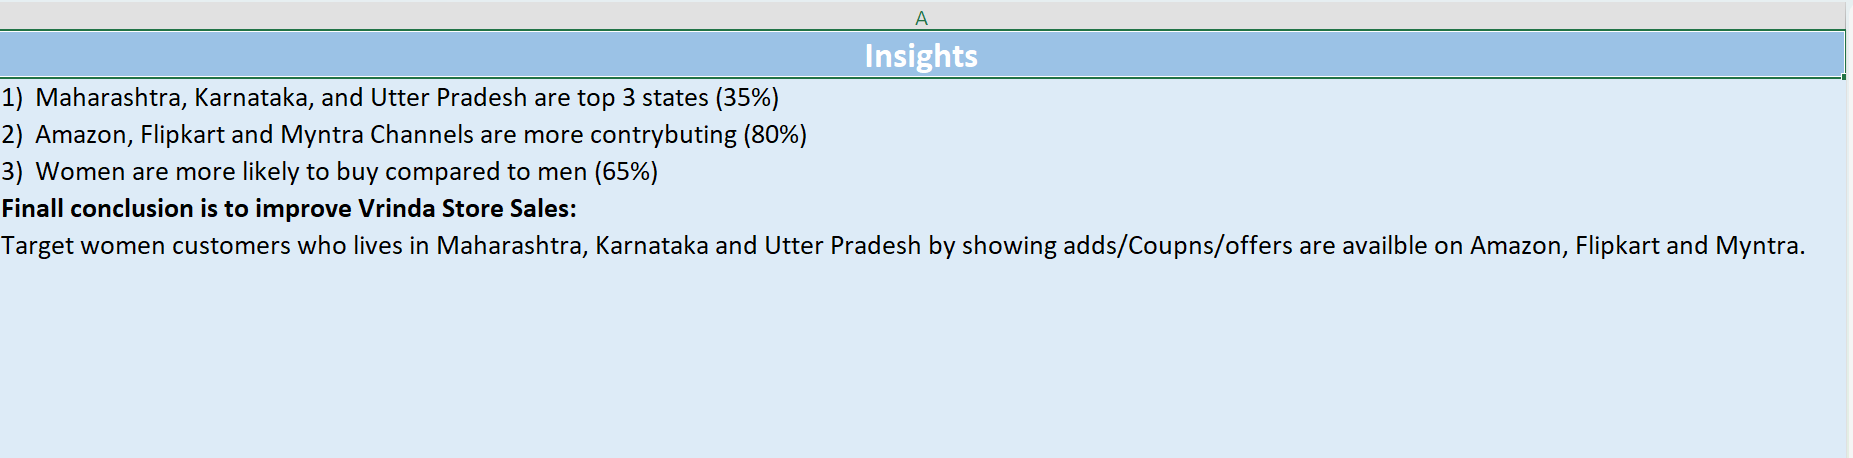 A
Insights
1) Maharashtra, Karnataka, and Utter Pradesh are top 3 states (35%)
2) Amazon, Flipkart and Myntra Channels are more contrybuting (80%)
3) Women are more likely to buy compared to men (65%)
Finall conclusion is to improve Vrinda Store Sales:
Target women customers who lives in Maharashtra, Karnataka and Utter Pradesh by showing adds/Coupns/offers are availble on Amazon, Flipkart and Myntra.